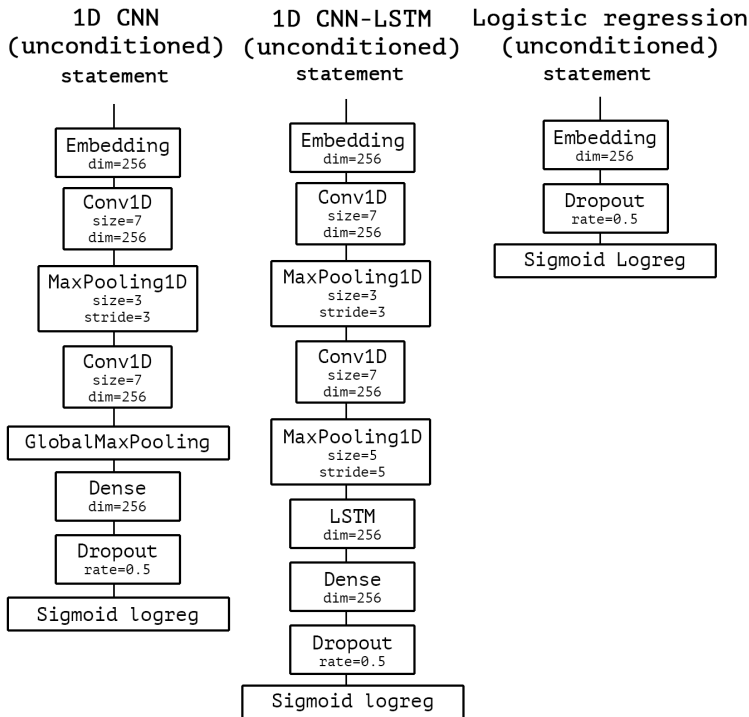 1D CNN
(unconditioned)
statement
Embedding
dim=256
Conv1D
size=7
dim=256
MaxPooling1D
size=3
stride=3
Conv1D
size=7
dim=256
GlobalMaxPooling
Dense
dim=256
Dropout
rate=0.5
Sigmoid logreg
1D CNN-LSTM
(unconditioned)
statement
Embedding
dim=256
Conv1D
size=7
dim=256
MaxPooling1D
size=3
stride=3
Conv1D
size=7
dim=256
MaxPooling1D
size=5
stride=5
LSTM
dim=256
Dense
dim=256
Dropout
rate=0.5
Sigmoid logreg
Logistic regression
(unconditioned)
statement
Embedding
dim=256
Dropout
rate=0.5
Sigmoid Logreg